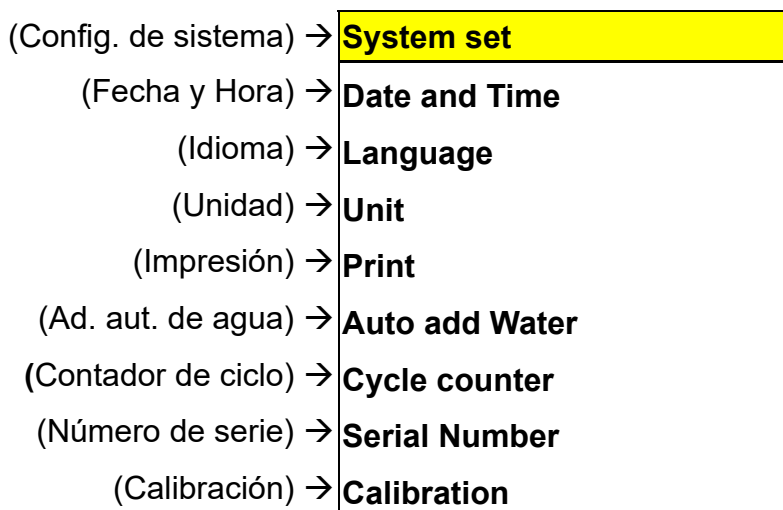 (Config. de sistema) → System set
(Fecha y Hora) → Date and Time
(Idioma) → Language
(Unidad) → Unit
(Impresión) → Print
(Ad. aut. de agua) → Auto add Water
(Contador de ciclo) → Cycle counter
(Número de serie) → Serial Number
(Calibración) → Calibration